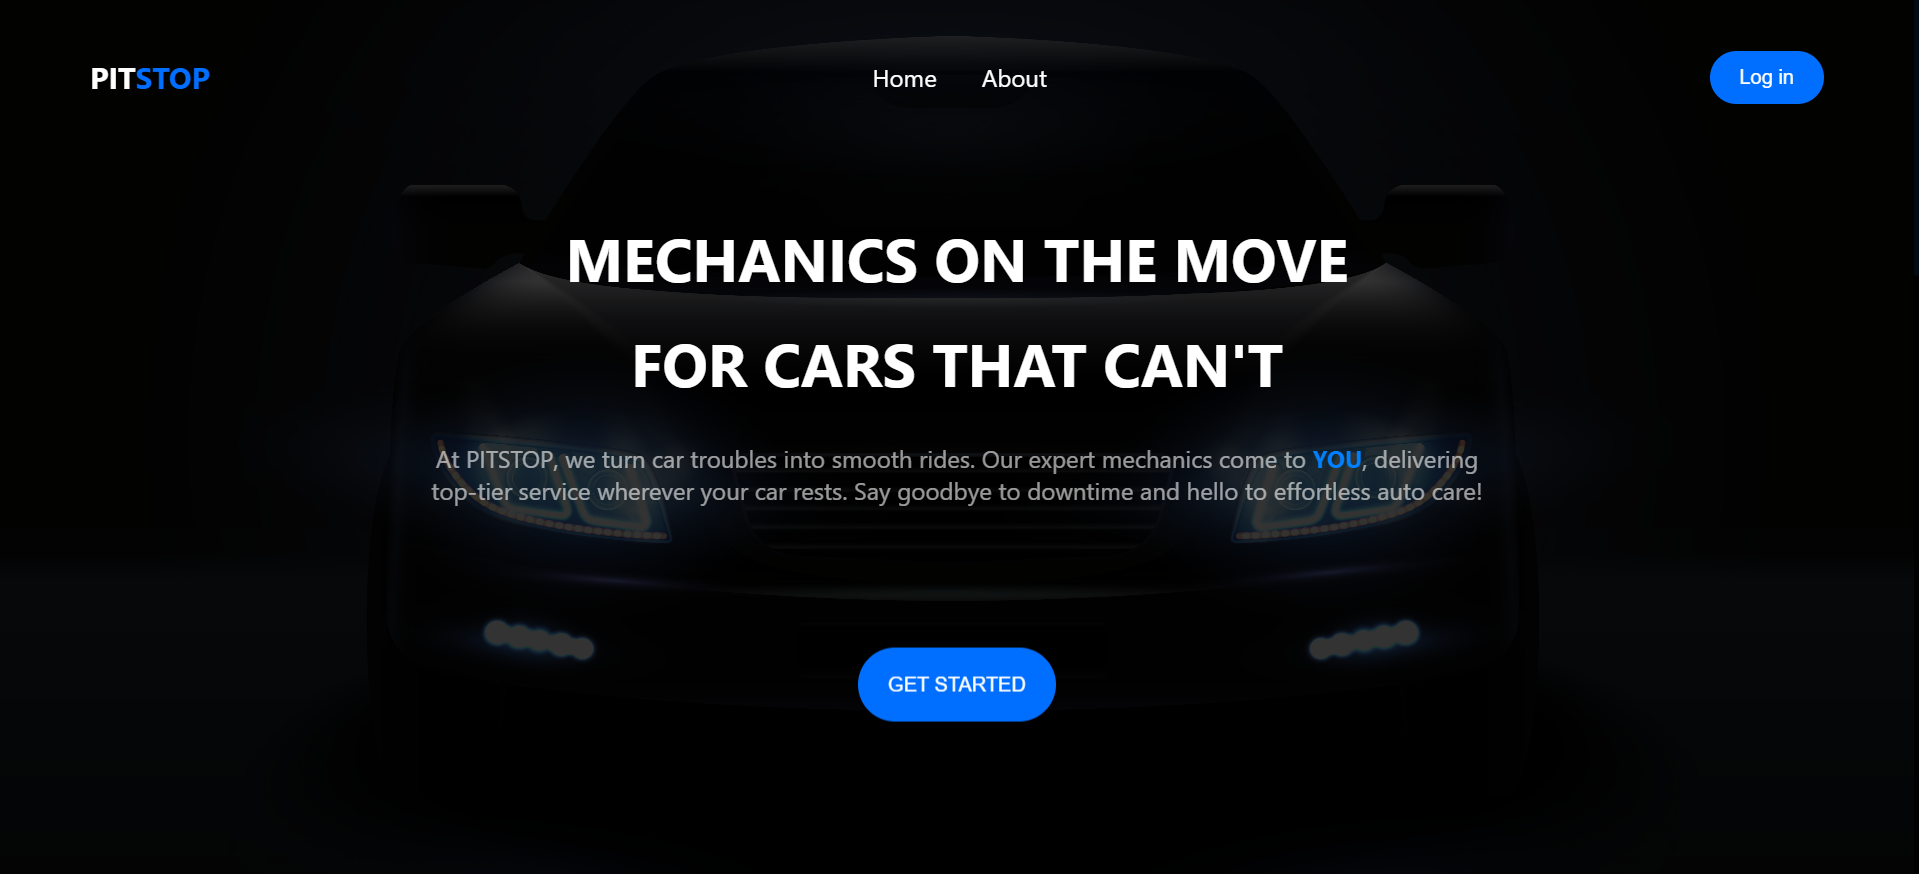 PITSTOP
Home
About
Log in
MECHANICS ON THE MOVE
FOR CARS THAT CAN'T
At PITSTOP, we turn car troubles into smooth rides. Our expert mechanics come to YOU, delivering
top-tier service wherever your car rests. Say goodbye to downtime and hello to effortless auto care!
GET STARTED